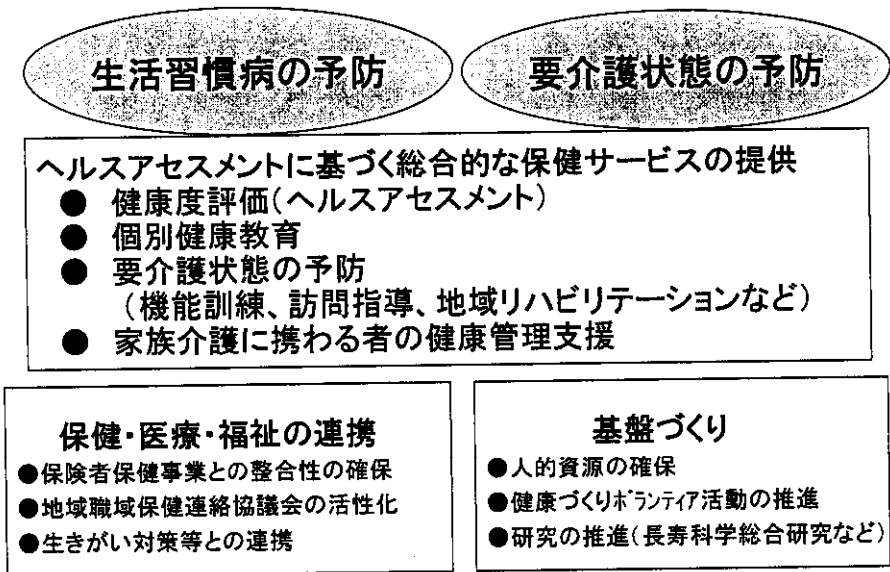 生活習慣病の予防
要介護状態の予防
ヘルスアセスメントに基づく総合的な保健サービスの提供
● 健康度評価(ヘルスアセスメント)
● 個別健康教育
● 要介護状態の予防
(機能訓練、訪問指導、地域リハビリテーションなど)
● 家族介護に携わる者の健康管理支援
保健・医療・福祉の連携
●保険者保健事業との整合性の確保
●地域職域保健連絡協議会の活性化
●生きがい対策等との連携
基盤づくり
●人的資源の確保
●健康づくりボランティア活動の推進
●研究の推進(長寿科学総合研究など)